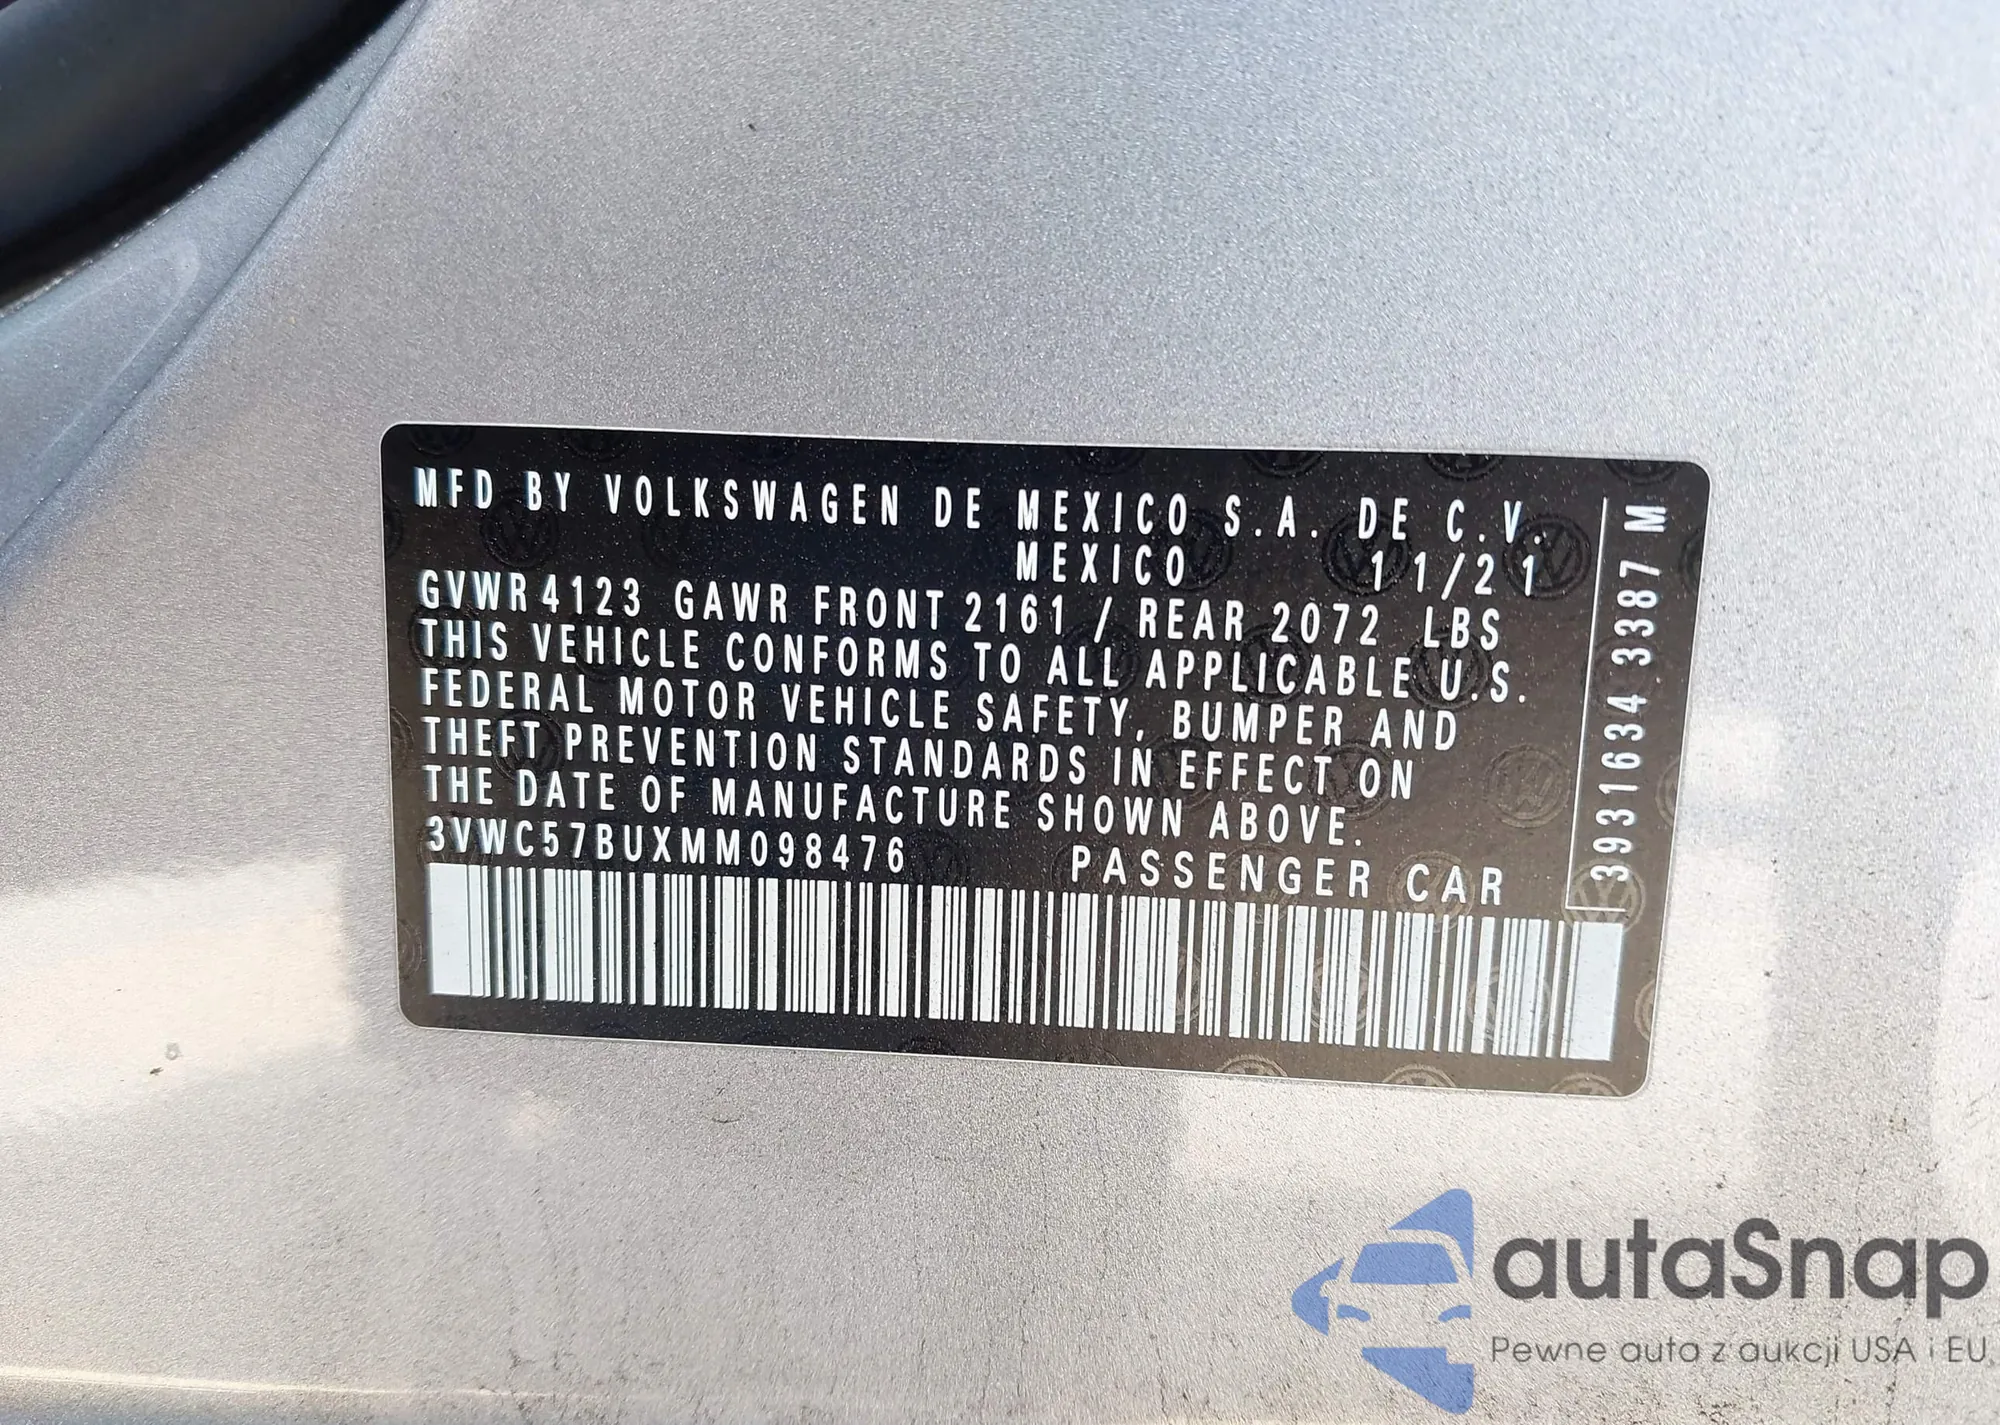 MFD BY VOLKSWAGEN DE MEXICO S.A. DE C.V.
MEXICO 11/21
GVWR 4123 GAWR FRONT 2161 / REAR 2072 LBS
THIS VEHICLE CONFORMS TO ALL APPLICABLE U.S.
FEDERAL MOTOR VEHICLE SAFETY, BUMPER AND
THEFT PREVENTION STANDARDS IN EFFECT ON
THE DATE OF MANUFACTURE SHOWN ABOVE.
3VWC57BUXMM098476 PASSENGER CAR
3931634 3387 M
autaSnap
Pewne auta z aukcji USA i EU